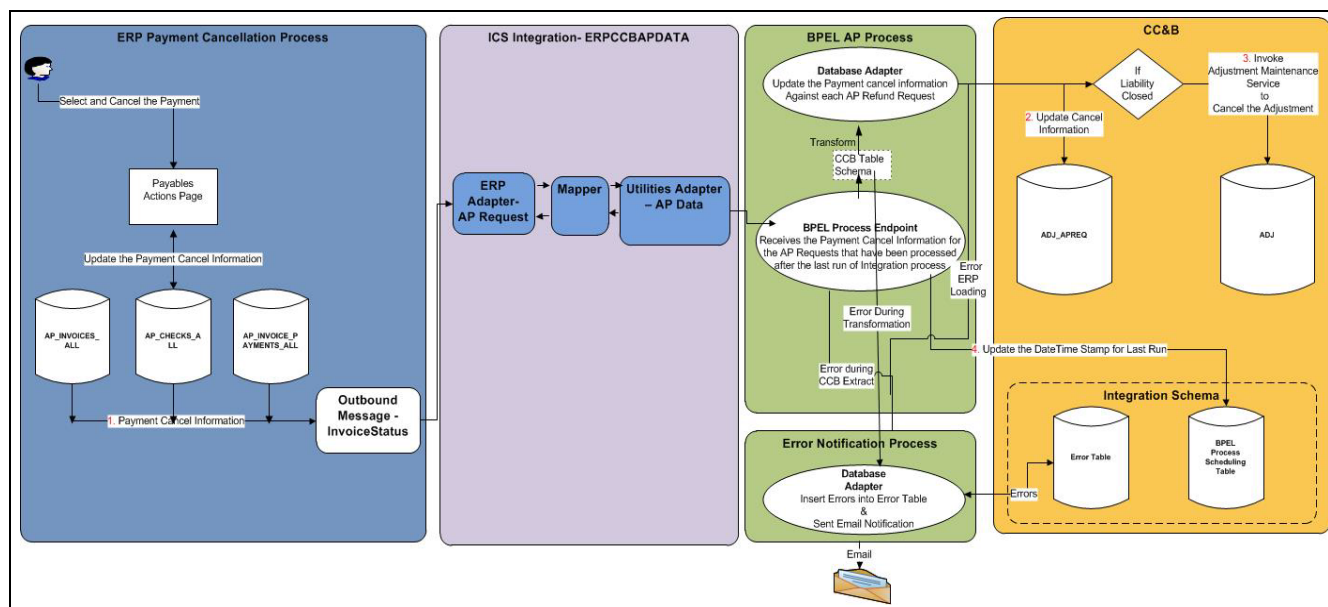 ERP Payment Cancellation Process
Select and Cancel the Payment
Payables
Actions Page
Update the Payment Cancel Information
AP_INVOICES_
ALL
AP_CHECKS_A
LL
AP_INVOICE_P
AYMENTS_ALL
1. Payment Cancel Information
Outbound
Message -
InvoiceStatus
ICS Integration- ERPCCBAPDATA
ERP
Adapter-
AP Request
Mapper
Utilities Adapter
– AP Data
BPEL AP Process
Database Adapter
Update the Payment cancel information
Against each AP Refund Request
Transform
CCB Table
Schema
BPEL Process Endpoint
Receives the Payment Cancel Information for
the AP Requests that have been processed
after the last run of Integration process
Error
ERP
Loading
Error During
Transformation
Error during
CCB Extract
Error Notification Process
Database
Adapter
Insert Errors into Error Table
&
Sent Email Notification
Email
CC&B
If
Liability
Closed
3. Invoke
Adjustment Maintenance
Service
to
Cancel the Adjustment
2. Update Cancel
Information
ADJ_APREQ
ADJ
4. Update the DateTime Stamp for Last Run
Integration Schema
Error Table
BPEL
Process
Scheduling
Table
Errors